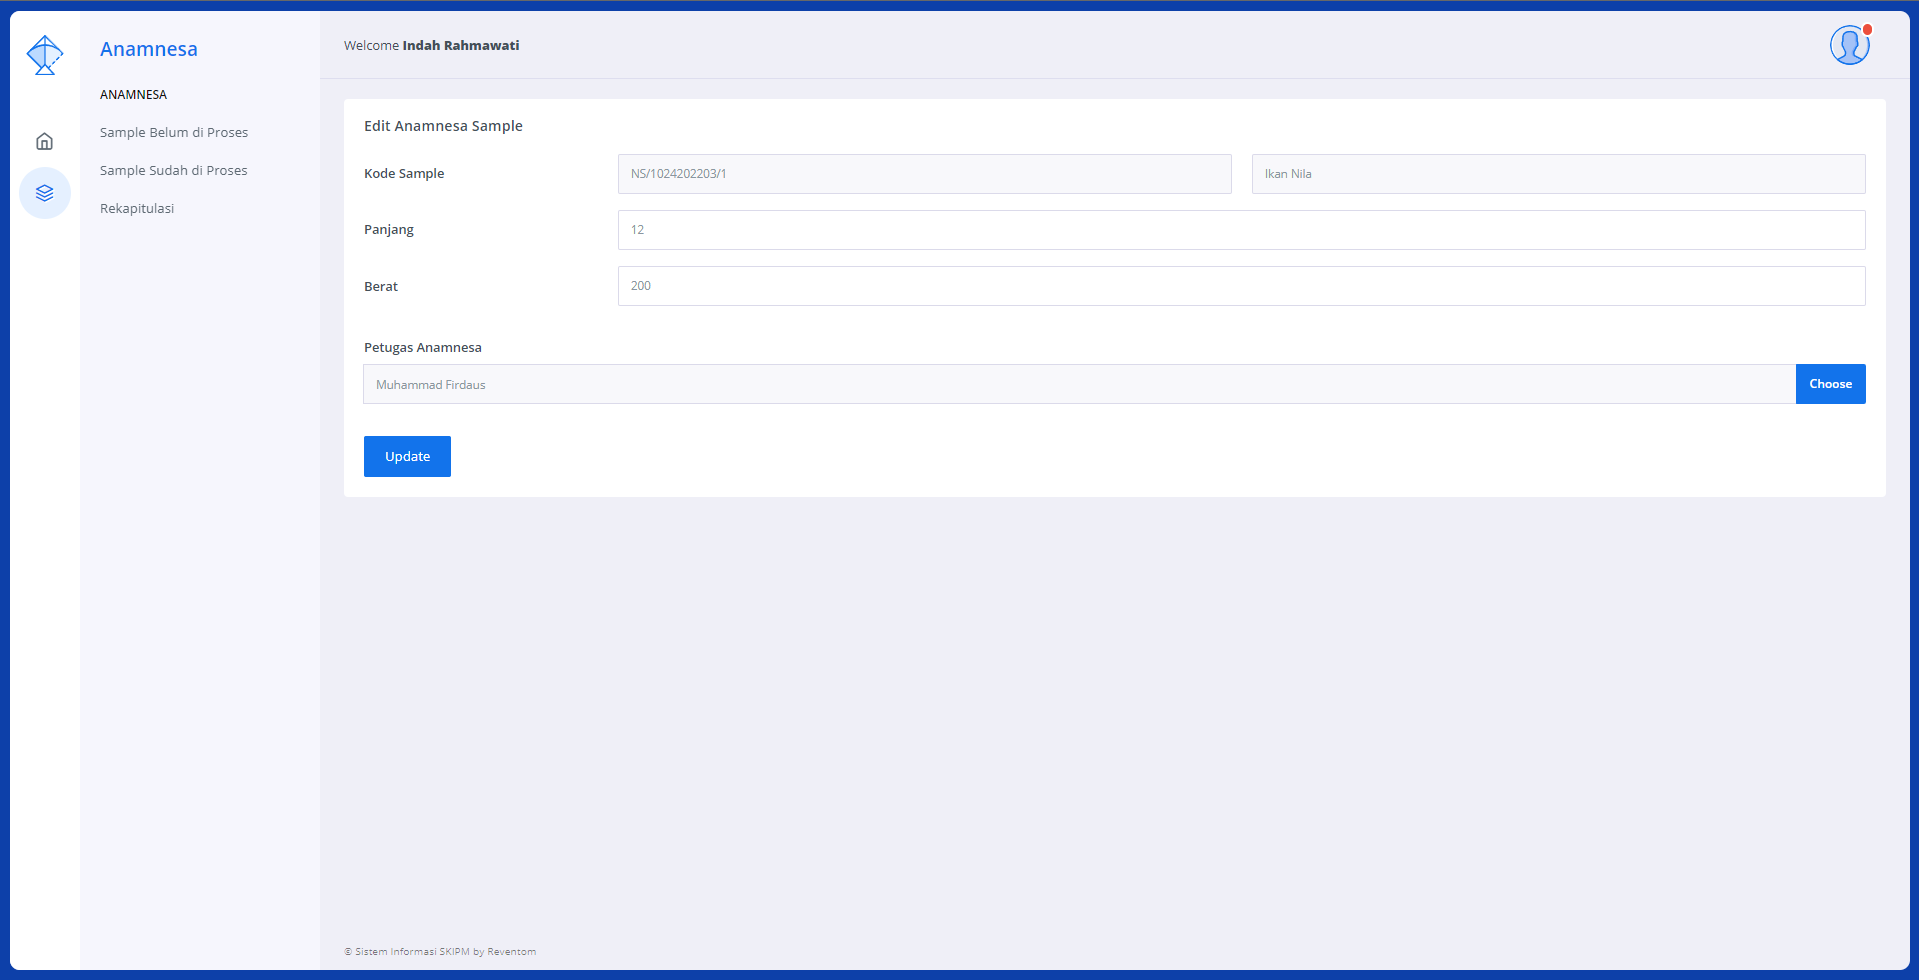 Anamnesa
ANAMNESA
Sample Belum di Proses
Sample Sudah di Proses
Rekapitulasi
Welcome Indah Rahmawati
Edit Anamnesa Sample
Kode Sample
NS/1024202203/1
Ikan Nila
Panjang
12
Berat
200
Petugas Anamnesa
Muhammad Firdaus
Choose
Update
© Sistem Informasi SKIPM by Reventom